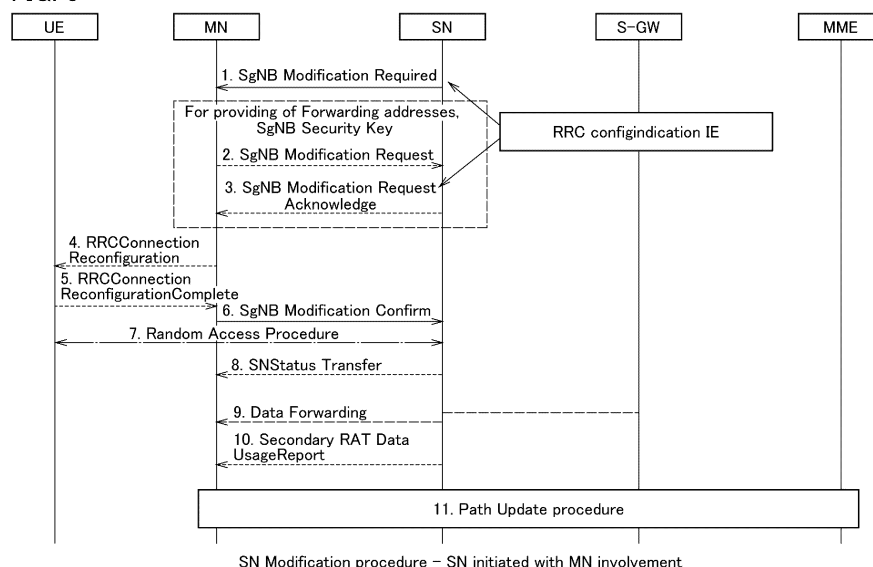 UE
MN
SN
S-GW
MME
1. SgNB Modification Required
For providing of Forwarding addresses,
SgNB Security Key
RRC configindication IE
2. SgNB Modification Request
3. SgNB Modification Request
Acknowledge
4. RRCConnection
Reconfiguration
5. RRCConnection
ReconfigurationComplete
6. SgNB Modification Confirm
7. Random Access Procedure
8. SNStatus Transfer
9. Data Forwarding
10. Secondary RAT Data
UsageReport
11. Path Update procedure
SN Modification procedure - SN initiated with MN involvement